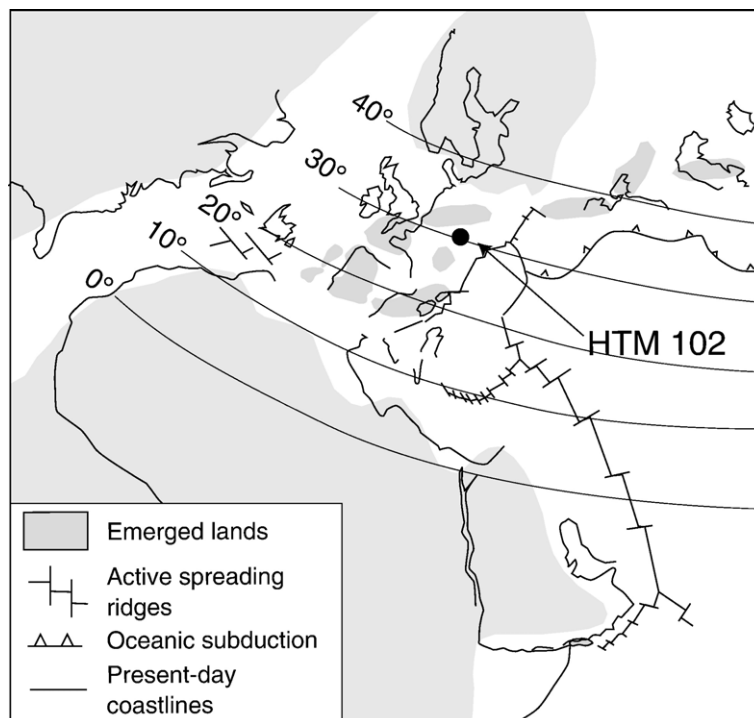 40°
30°
20°
10°
0°
HTM 102
Emerged lands
Active spreading
ridges
Oceanic subduction
Present-day
coastlines